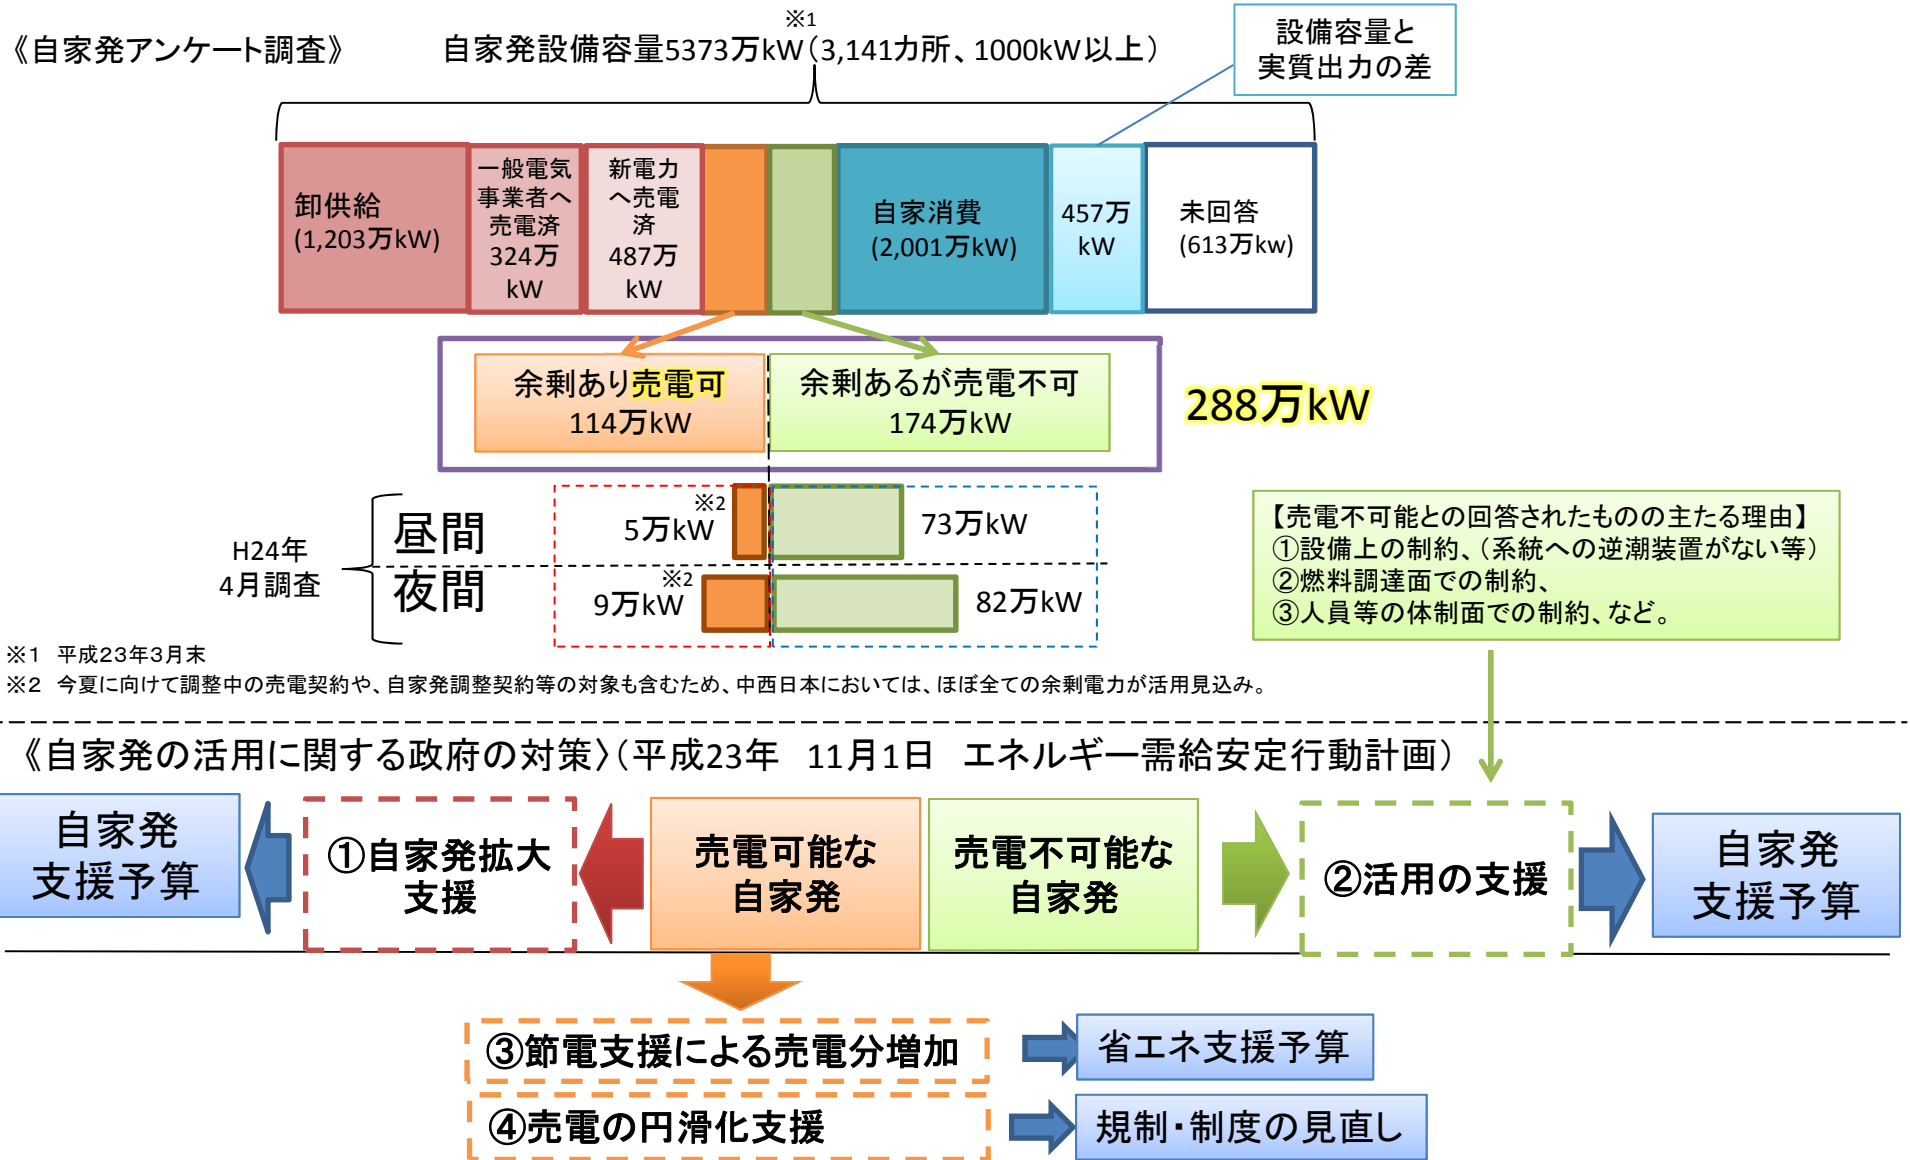 《自家発アンケート調査》
自家発設備容量5373万kW(3,141カ所、1000kW以上)
※1
設備容量と
実質出力の差
卸供給
(1,203万kW)
一般電気
事業者へ
売電済
324万
kW
新電力
へ売電
済
487万
kW
自家消費
(2,001万kW)
457万
kW
未回答
(613万kw)
余剰あり売電可
114万kW
余剰あるが売電不可
174万kW
288万kW
H24年
4月調査
昼間
5万kW
※2
73万kW
夜間
9万kW
※2
82万kW
【売電不可能との回答されたものの主たる理由】
①設備上の制約、(系統への逆潮装置がない等)
②燃料調達面での制約、
③人員等の体制面での制約、など。
※1 平成23年3月末
※2 今夏に向けて調整中の売電契約や、自家発調整契約等の対象も含むため、中西日本においては、ほぼ全ての余剰電力が活用見込み。
《自家発の活用に関する政府の対策〉(平成23年 11月1日 エネルギー需給安定行動計画)
自家発
支援予算
①自家発拡大
支援
売電可能な
自家発
売電不可能な
自家発
②活用の支援
自家発
支援予算
③節電支援による売電分増加
省エネ支援予算
④売電の円滑化支援
規制・制度の見直し